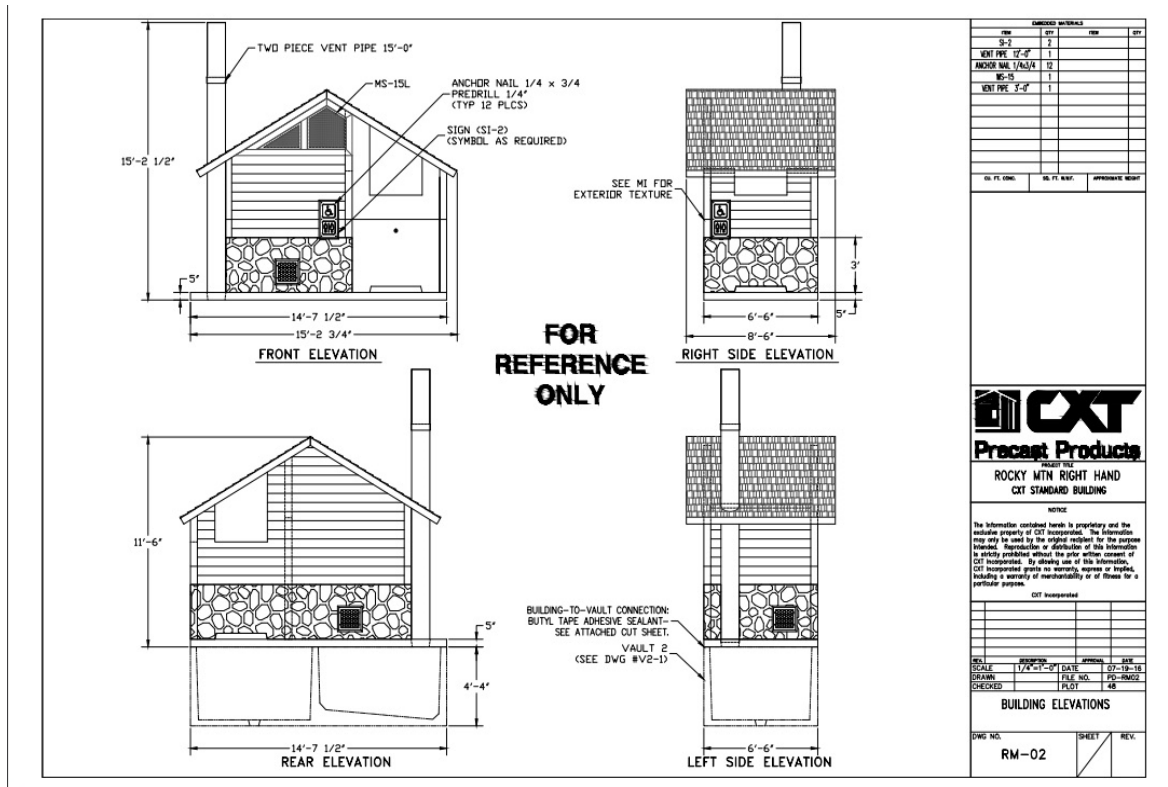 TWO PIECE VENT PIPE 15'-0"
MS-15L
ANCHOR NAIL 1/4 x 3/4
PREDRILL 1/4"
(TYP 12 PLCS)
SIGN (SI-2)
(SYMBOL AS REQUIRED)
15'-2 1/2"
5"
14'-7 1/2"
15'-2 3/4"
FRONT ELEVATION
SEE MI FOR
EXTERIOR TEXTURE
3'
5"
6'-6"
8'-6"
RIGHT SIDE ELEVATION
FOR
REFERENCE
ONLY
11'-6"
5"
4'-4"
14'-7 1/2"
REAR ELEVATION
BUILDING-TO-VAULT CONNECTION:
BUTYL TAPE ADHESIVE SEALANT-
SEE ATTACHED CUT SHEET.
VAULT 2
(SEE DWG #V2-1)
6'-6"
LEFT SIDE ELEVATION
EMBEDDED MATERIALS
ITEM QTY ITEM QTY
SI-2 2
VENT PIPE 12'-0" 1
ANCHOR NAIL 1/4x3/4 12
MS-15 1
VENT PIPE 3'-0" 1
CU. FT. CONC. SQ. FT. W.W.F. APPROXIMATE WEIGHT
CXT
Precast Products
PROJECT TITLE
ROCKY MTN RIGHT HAND
CXT STANDARD BUILDING
NOTICE
The information contained herein is proprietary and the
exclusive property of CXT Incorporated. The information
may only be used by the original recipient for the purpose
intended. Reproduction or distribution of this information
is strictly prohibited without the prior written consent of
CXT Incorporated. By allowing use of this information,
CXT Incorporated grants no warranty, express or implied,
including a warranty of merchantability or of fitness for a
particular purpose.
CXT Incorporated
REV. DESCRIPTION APPROVAL DATE
SCALE 1/4"=1'-0" DATE 07-19-16
DRAWN FILE NO. PD-RM02
CHECKED PLOT 48
BUILDING ELEVATIONS
DWG NO. SHEET REV.
RM-02